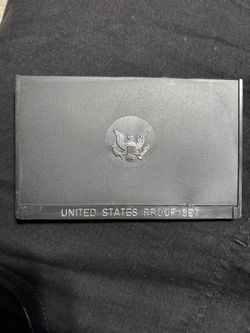 UNITED STATES PROOF SET